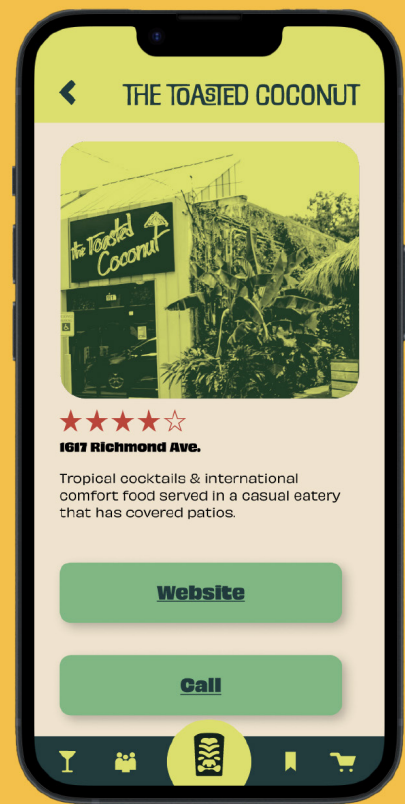 THE TOASTED COCONUT
the Toasted
Coconut
1617 Richmond Ave.
Tropical cocktails & international
comfort food served in a casual eatery
that has covered patios.
Website
Call